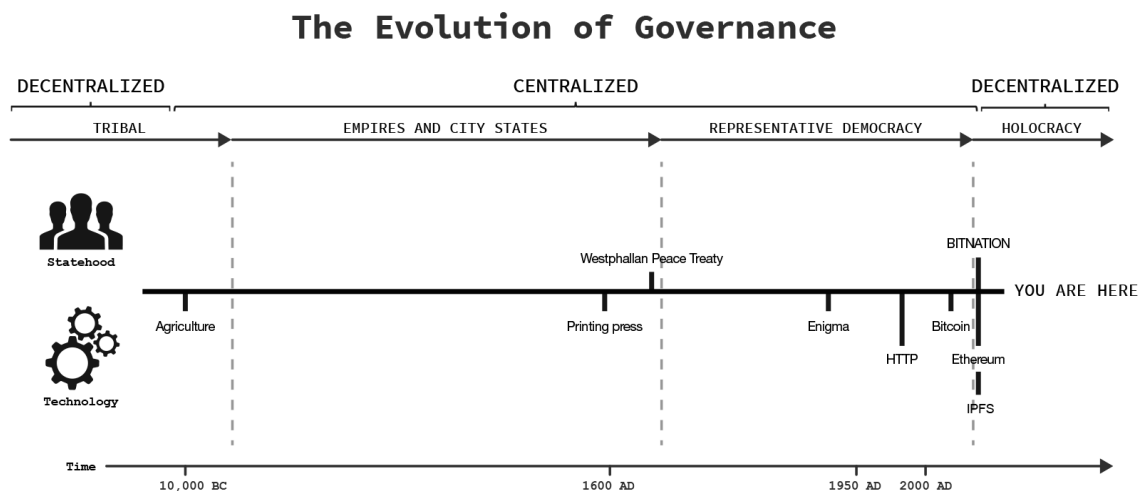 The Evolution of Governance
DECENTRALIZED
CENTRALIZED
DECENTRALIZED
TRIBAL
EMPIRES AND CITY STATES
REPRESENTATIVE DEMOCRACY
HOLOCRACY
Statehood
Westphallan Peace Treaty
BITNATION
YOU ARE HERE
Agriculture
Printing press
Enigma
Bitcoin
HTTP
Ethereum
IPFS
Technology
Time
10,000 BC
1600 AD
1950 AD
2000 AD